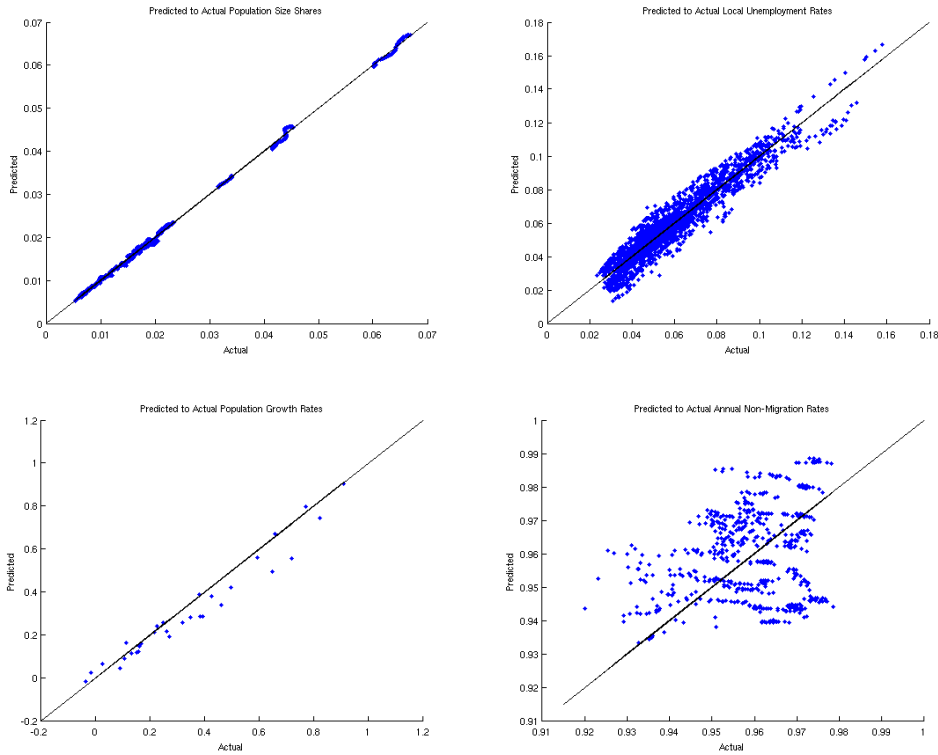 Predicted to Actual Population Size Shares
0.07
0.06
0.05
0.04
0.03
0.02
0.01
0
Predicted
0 0.01 0.02 0.03 0.04 0.05 0.06 0.07
Actual
Predicted to Actual Local Unemployment Rates
0.18
0.16
0.14
0.12
0.1
0.08
0.06
0.04
0.02
0
Predicted
0 0.02 0.04 0.06 0.08 0.1 0.12 0.14 0.16 0.18
Actual
Predicted to Actual Population Growth Rates
1.2
1
0.8
0.6
0.4
0.2
0
-0.2
Predicted
-0.2 0 0.2 0.4 0.6 0.8 1 1.2
Actual
Predicted to Actual Annual Non-Migration Rates
1
0.99
0.98
0.97
0.96
0.95
0.94
0.93
0.92
0.91
Predicted
0.91 0.92 0.93 0.94 0.95 0.96 0.97 0.98 0.99 1
Actual